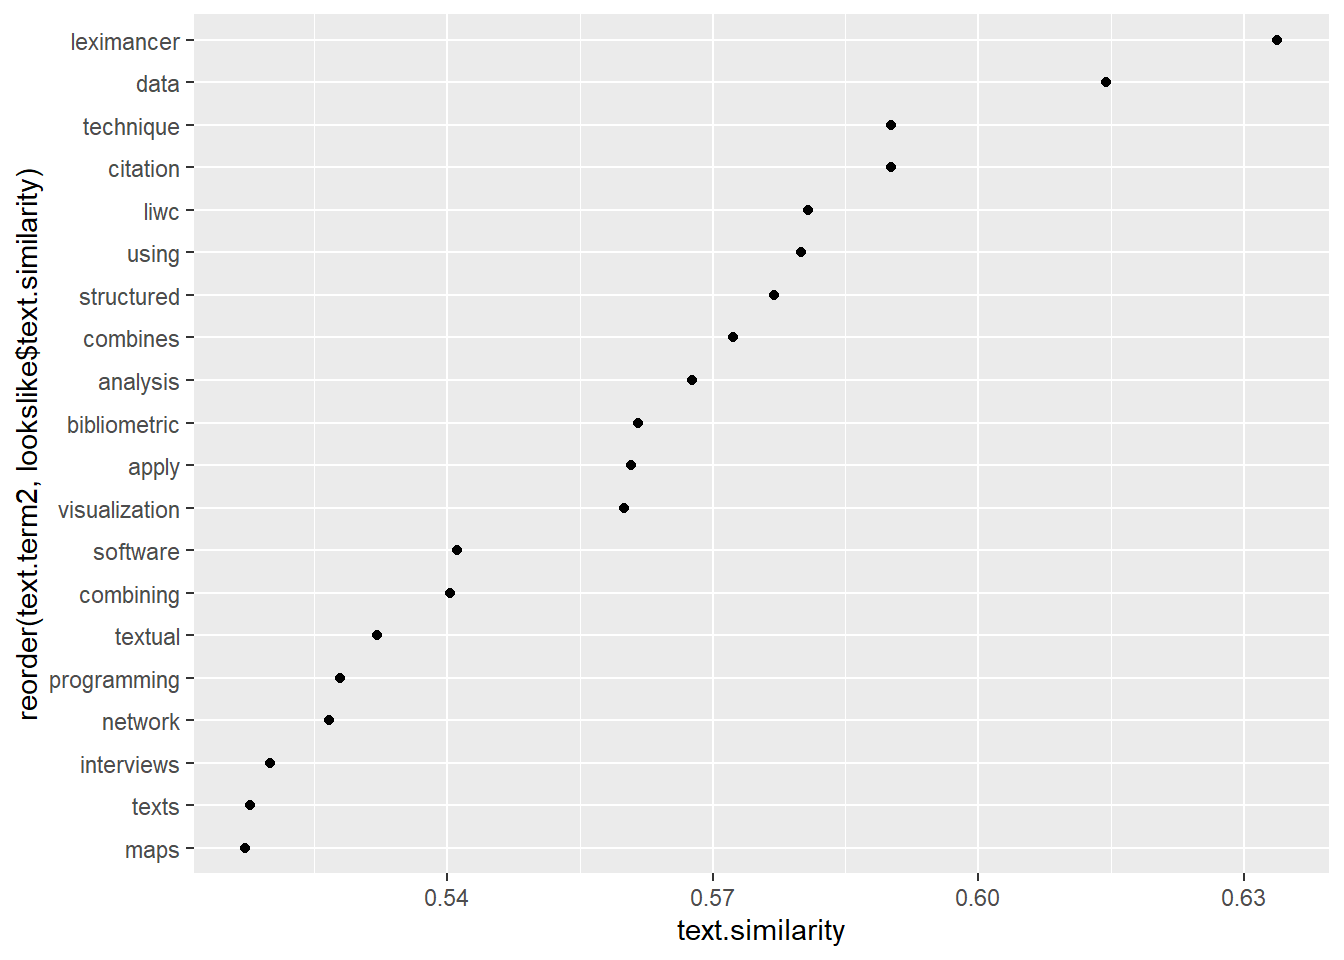 reorder(text.term2, lookslike$text.similarity)
leximancer
data
technique
citation
liwc
using
structured
combines
analysis
bibliometric
apply
visualization
software
combining
textual
programming
network
interviews
texts
maps
0.54 0.57 0.60 0.63
text.similarity